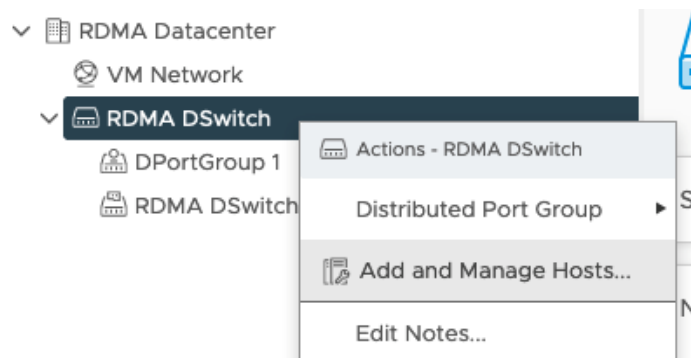 RDMA Datacenter
VM Network
RDMA DSwitch
Actions - RDMA DSwitch
DPortGroup 1
RDMA DSwitch
Distributed Port Group
Add and Manage Hosts...
Edit Notes...